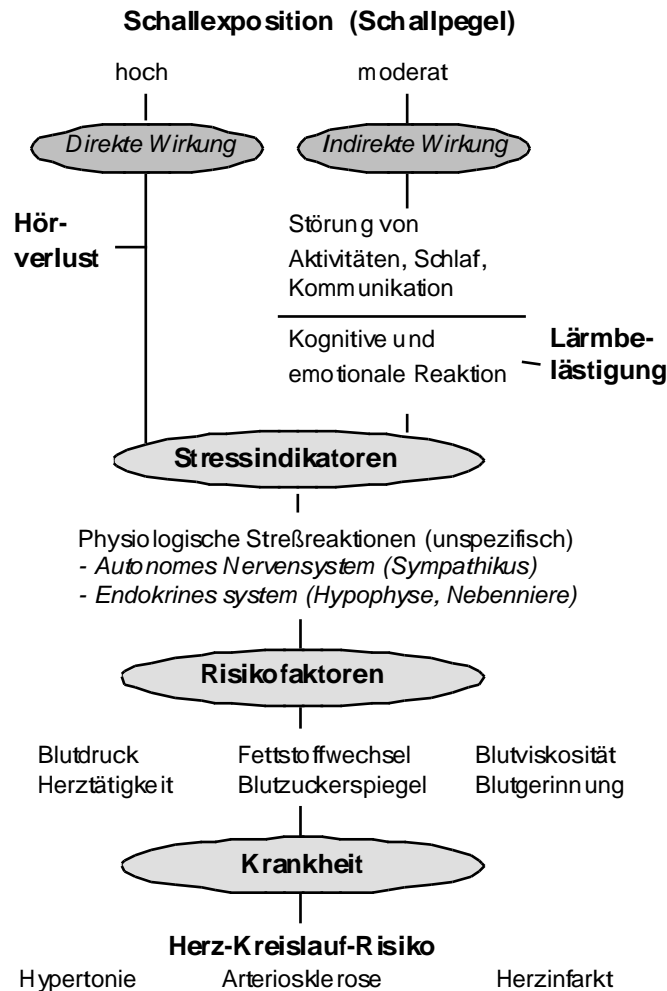 Schallexposition (Schallpegel)
hoch moderat
Direkte Wirkung Indirekte Wirkung
Hör-
verlust
Störung von
Aktivitäten, Schlaf,
Kommunikation
Kognitive und
emotionale Reaktion
Lärmbe-
lästigung
Stressindikatoren
Physiologische Streßreaktionen (unspezifisch)
- Autonomes Nervensystem (Sympathikus)
- Endokrines system (Hypophyse, Nebenniere)
Risikofaktoren
Blutdruck Fettstoffwechsel Blutviskosität
Herztätigkeit Blutzuckerspiegel Blutgerinnung
Krankheit
Herz-Kreislauf-Risiko
Hypertonie Arteriosklerose Herzinfarkt